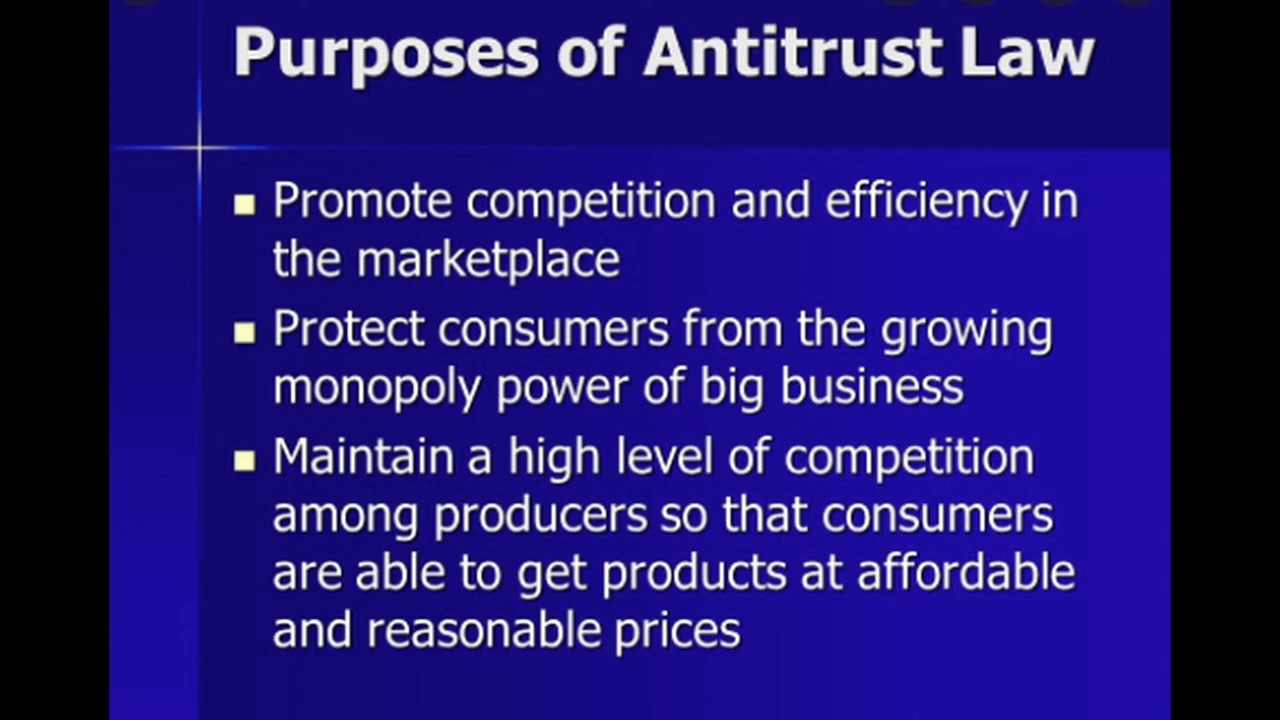 Purposes of Antitrust Law
Promote competition and efficiency in
the marketplace
Protect consumers from the growing
monopoly power of big business
Maintain a high level of competition
among producers so that consumers
are able to get products at affordable
and reasonable prices